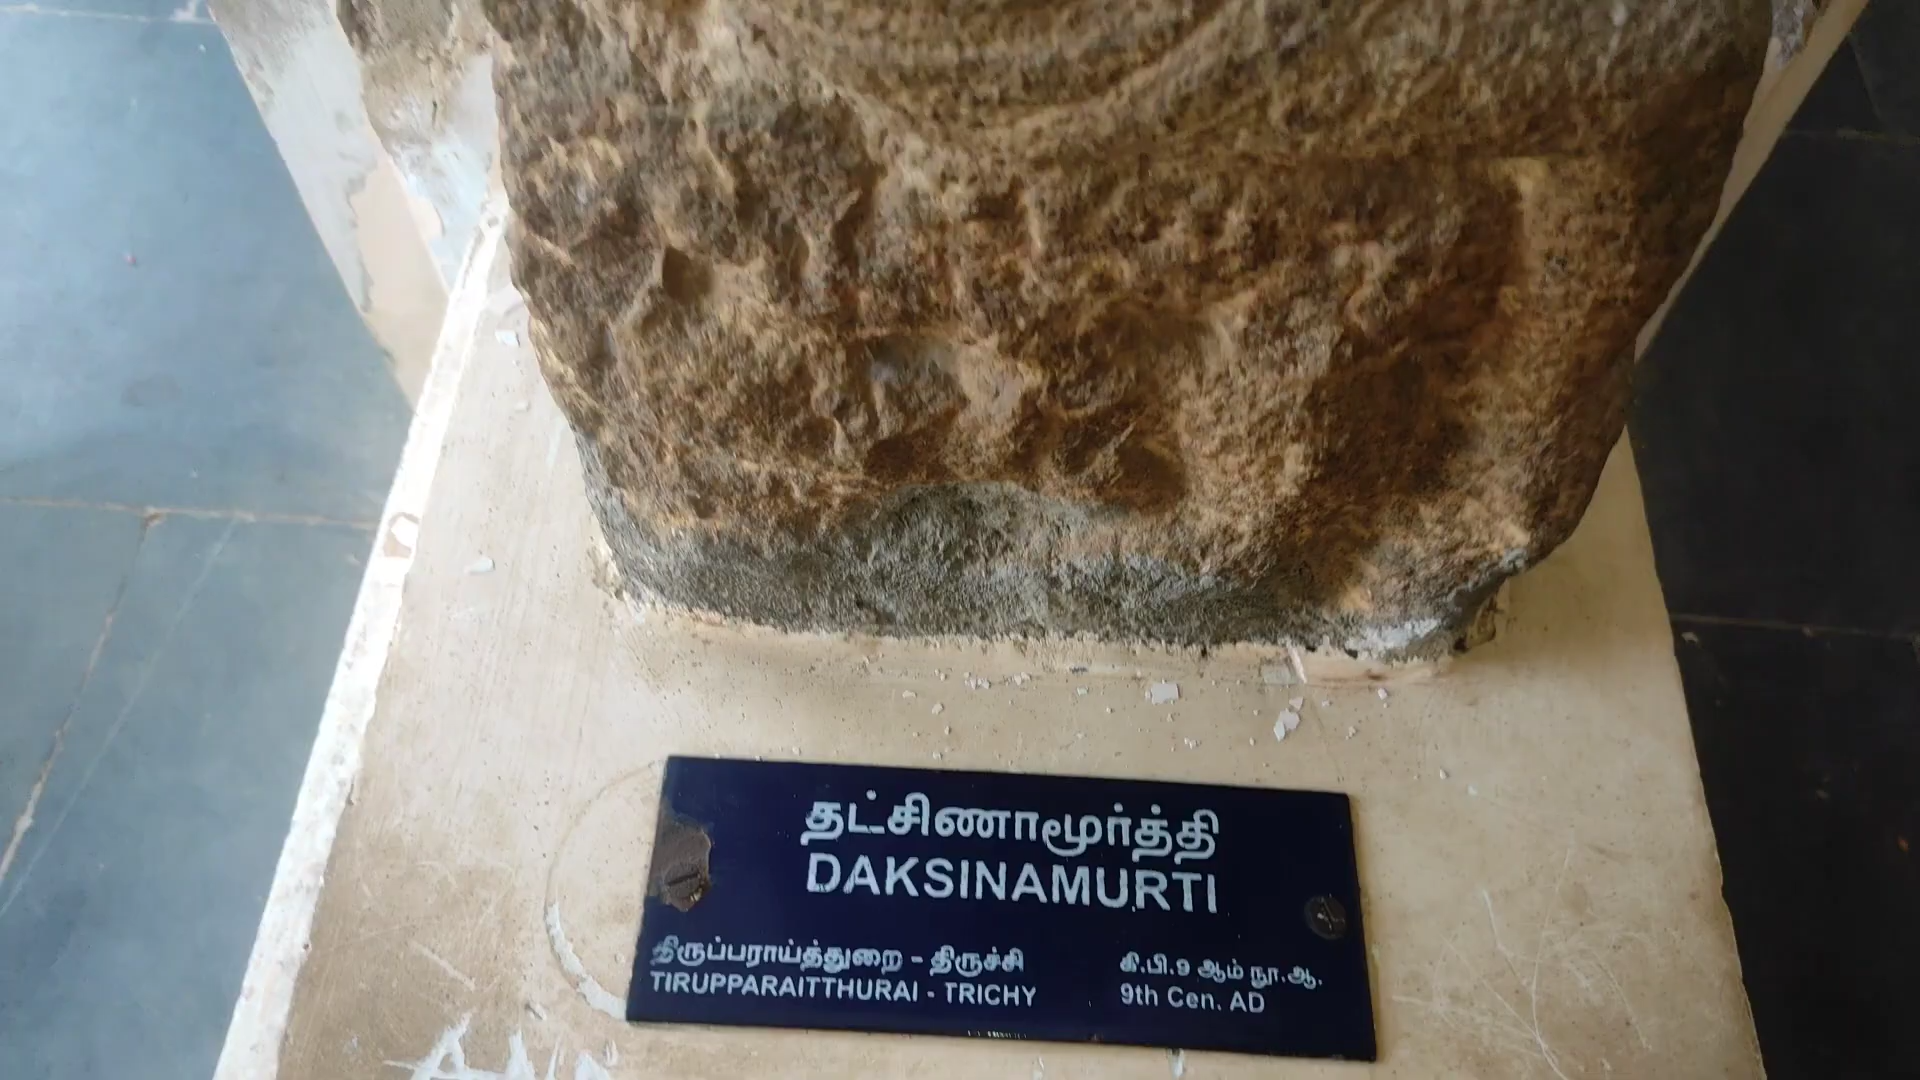 தட்சிணாமூர்த்தி
DAKSINAMURTI
திருப்பராய்த்துறை - திருச்சி
TIRUPPARAITTHURAI - TRICHY
கி.பி.9 ஆம் நூ.ஆ.
9th Cen. AD